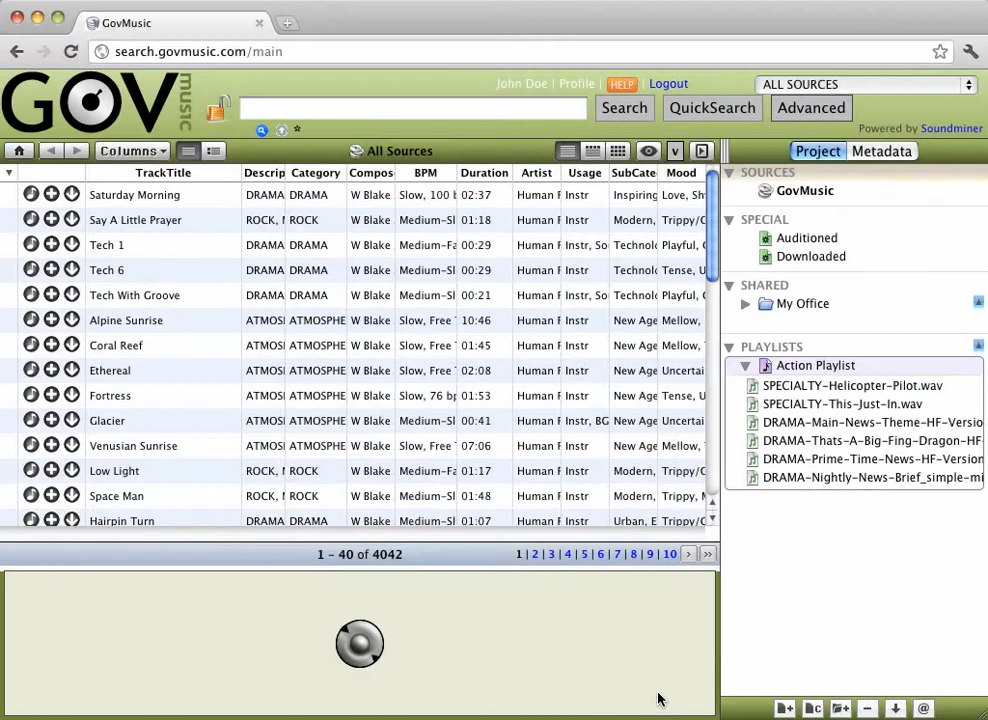 GovMusic
search.govmusic.com/main
GOV music
John Doe | Profile | HELP Logout
ALL SOURCES
Search QuickSearch Advanced
Powered by Soundminer
Columns All Sources v Project Metadata
TrackTitle Descrip Category Compos BPM Duration Artist Usage SubCate Mood
Saturday Morning DRAMA DRAMA W Blake Slow, 100 b 02:37 Human F Instr Inspiring Love, Sh
Say A Little Prayer ROCK, M ROCK W Blake Medium-Sl 01:18 Human F Instr Modern, Trippy/C
Tech 1 DRAMA DRAMA W Blake Medium-Fa 00:29 Human F Instr, So Technol Playful, C
Tech 6 DRAMA DRAMA W Blake Medium-Sl 00:29 Human F Instr Technol Tense, U
Tech With Groove DRAMA DRAMA W Blake Medium-Sl 00:21 Human F Instr Technol Playful, C
Alpine Sunrise ATMOS ATMOSPHE W Blake Slow, Free T 10:46 Human F Instr New Age Mellow,
Coral Reef ATMOS ATMOSPHE W Blake Slow, Free T 01:45 Human F Instr New Age Mellow,
Ethereal ATMOS ATMOSPHE W Blake Slow, Free T 02:08 Human F Instr New Age Uncertai
Fortress ATMOS ATMOSPHE W Blake Slow, 76 bp 01:53 Human F Instr New Age Tense, U
Glacier ATMOS ATMOSPHE W Blake Medium-Sl 00:41 Human F Instr, BG New Age Uncertai
Venusian Sunrise ATMOS ATMOSPHE W Blake Slow, Free T 07:06 Human F Instr New Age Mellow, T
Low Light ROCK, M ROCK W Blake Medium-Fa 01:17 Human F Instr Modern, Trippy/C
Space Man ROCK, M ROCK W Blake Medium-Sl 01:48 Human F Instr Modern, Trippy, M
Hairpin Turn DRAMA DRAMA W Blake Medium-Sl 01:07 Human F Instr Urban, E Trippy/C
1 - 40 of 4042 1 | 2 | 3 | 4 | 5 | 6 | 7 | 8 | 9 | 10 > >>
SOURCES
GovMusic
SPECIAL
Auditioned
Downloaded
SHARED
My Office
PLAYLISTS
Action Playlist
SPECIALTY-Helicopter-Pilot.wav
SPECIALTY-This-Just-In.wav
DRAMA-Main-News-Theme-HF-Versio
DRAMA-Thats-A-Big-Fing-Dragon-HF-
DRAMA-Prime-Time-News-HF-Version
DRAMA-Nightly-News-Brief_simple-mi
C @